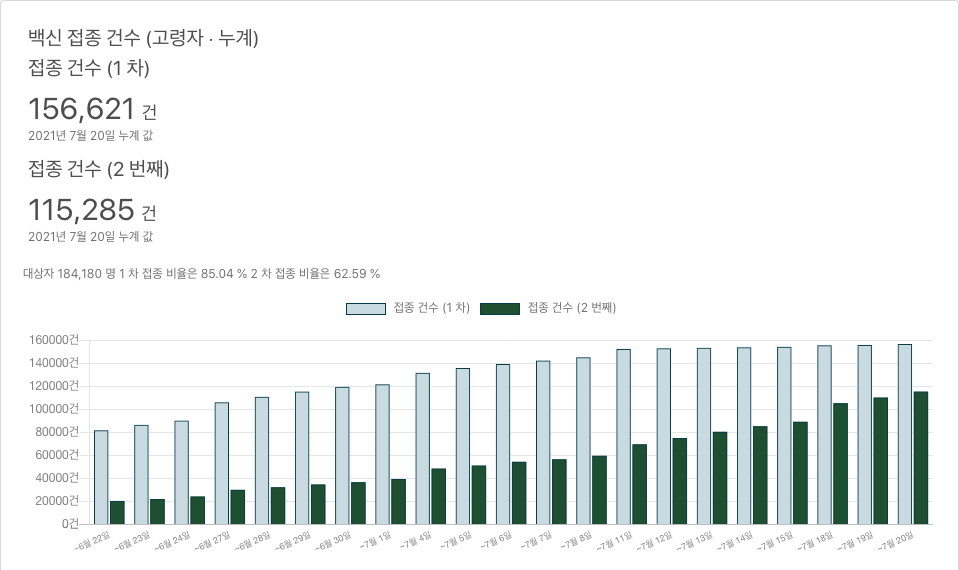 백신 접종 건수 (고령자 · 누계)
접종 건수 (1 차)
156,621 건
2021년 7월 20일 누계 값
접종 건수 (2 번째)
115,285 건
2021년 7월 20일 누계 값
대상자 184,180 명 1 차 접종 비율은 85.04 % 2 차 접종 비율은 62.59 %
접종 건수 (1 차) 접종 건수 (2 번째)
160000건
140000건
120000건
100000건
80000건
60000건
40000건
20000건
0건
~6월 22일 ~6월 23일 ~6월 24일 ~6월 27일 ~6월 28일 ~6월 29일 ~6월 30일 ~7월 1일 ~7월 4일 ~7월 5일 ~7월 6일 ~7월 7일 ~7월 8일 ~7월 11일 ~7월 12일 ~7월 13일 ~7월 14일 ~7월 15일 ~7월 18일 ~7월 19일 ~7월 20일